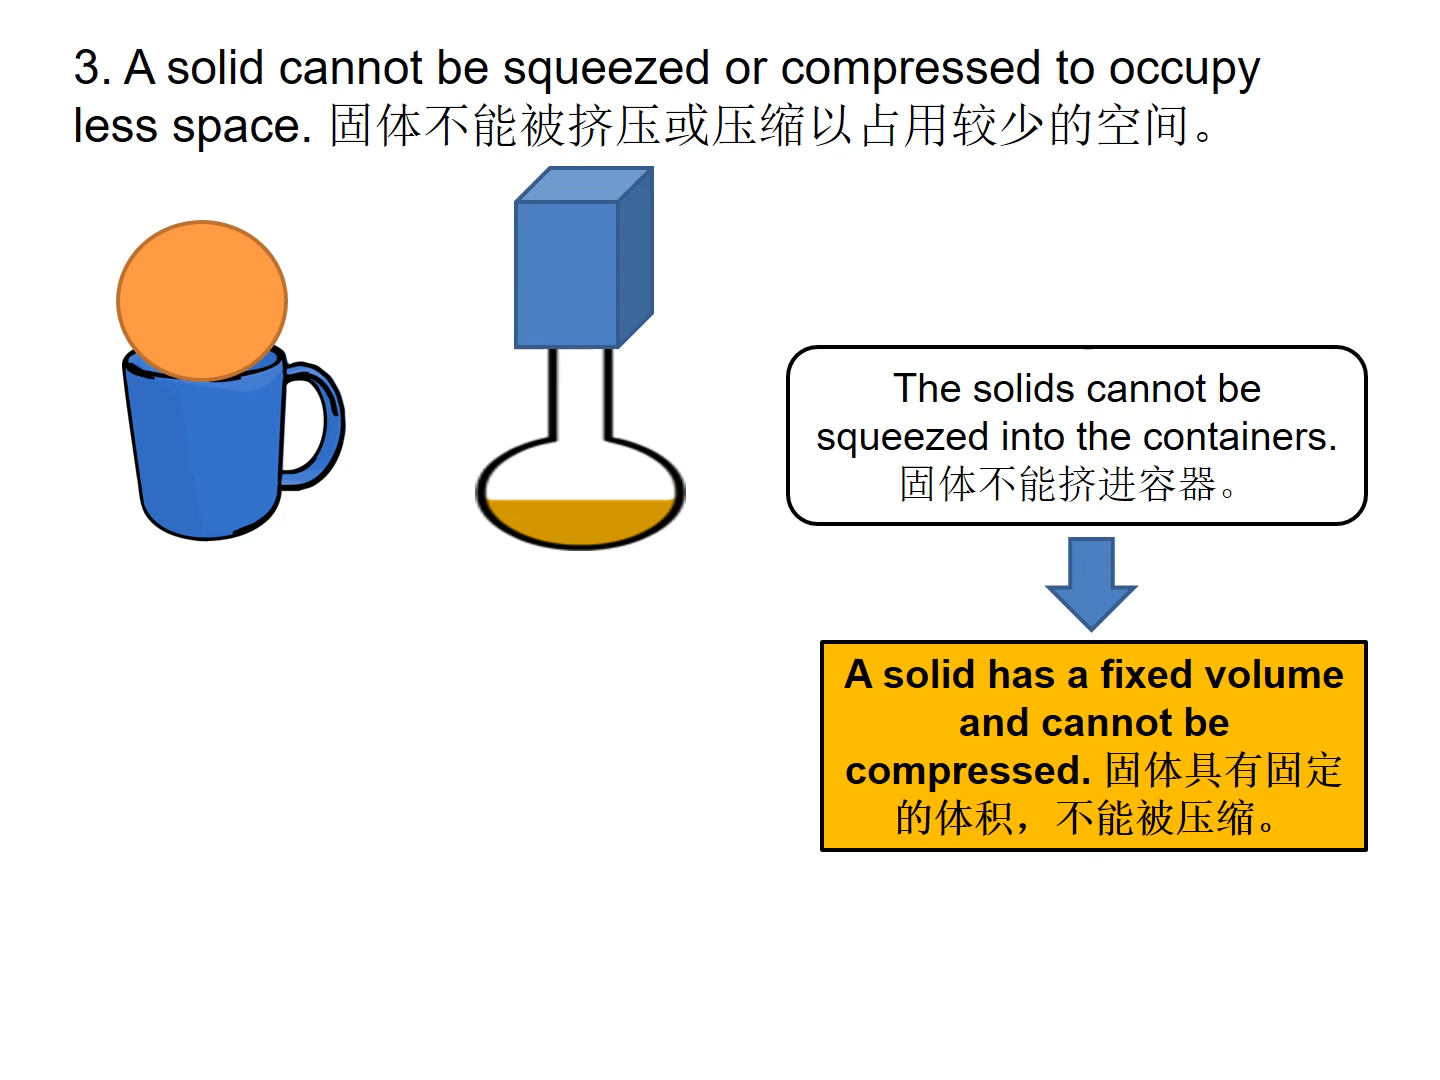 3. A solid cannot be squeezed or compressed to occupy
less space. 固体不能被挤压或压缩以占用较少的空间。
The solids cannot be
squeezed into the containers.
固体不能挤进容器。
A solid has a fixed volume
and cannot be
compressed. 固体具有固定
的体积，不能被压缩。